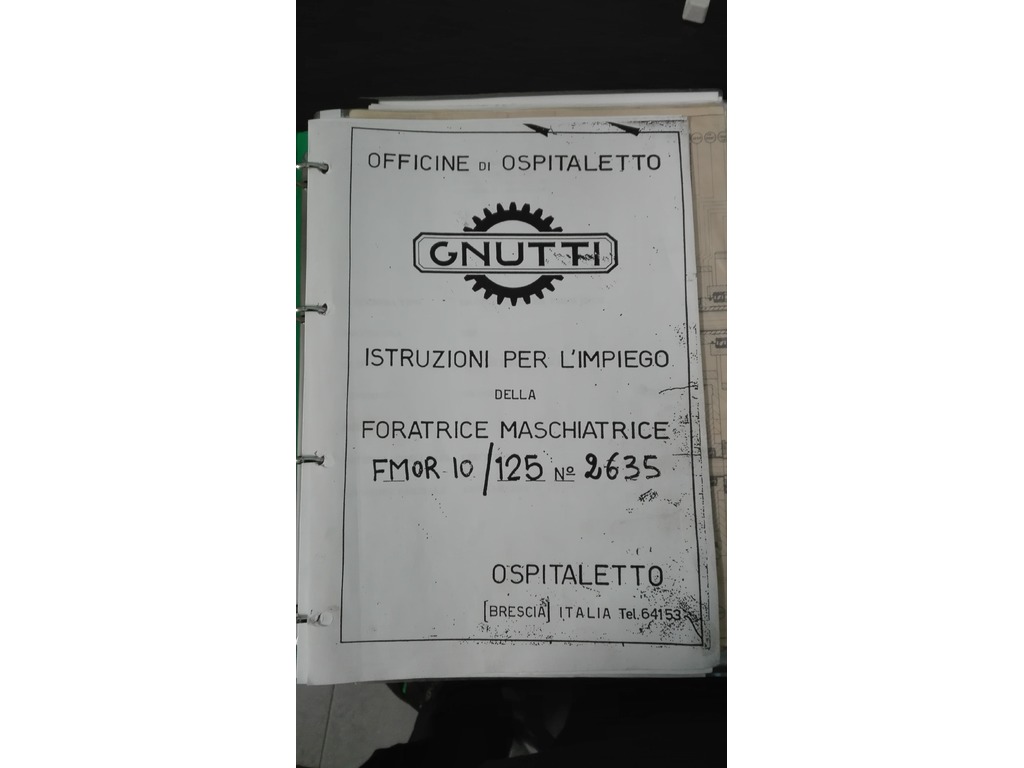 OFFICINE DI OSPITALETTO
GNUTTI
ISTRUZIONI PER L'IMPIEGO
DELLA
FORATRICE MASCHIATRICE
FMOR 10/125 Nº 2635
OSPITALETTO
[BRESCIA] ITALIA Tel. 64153